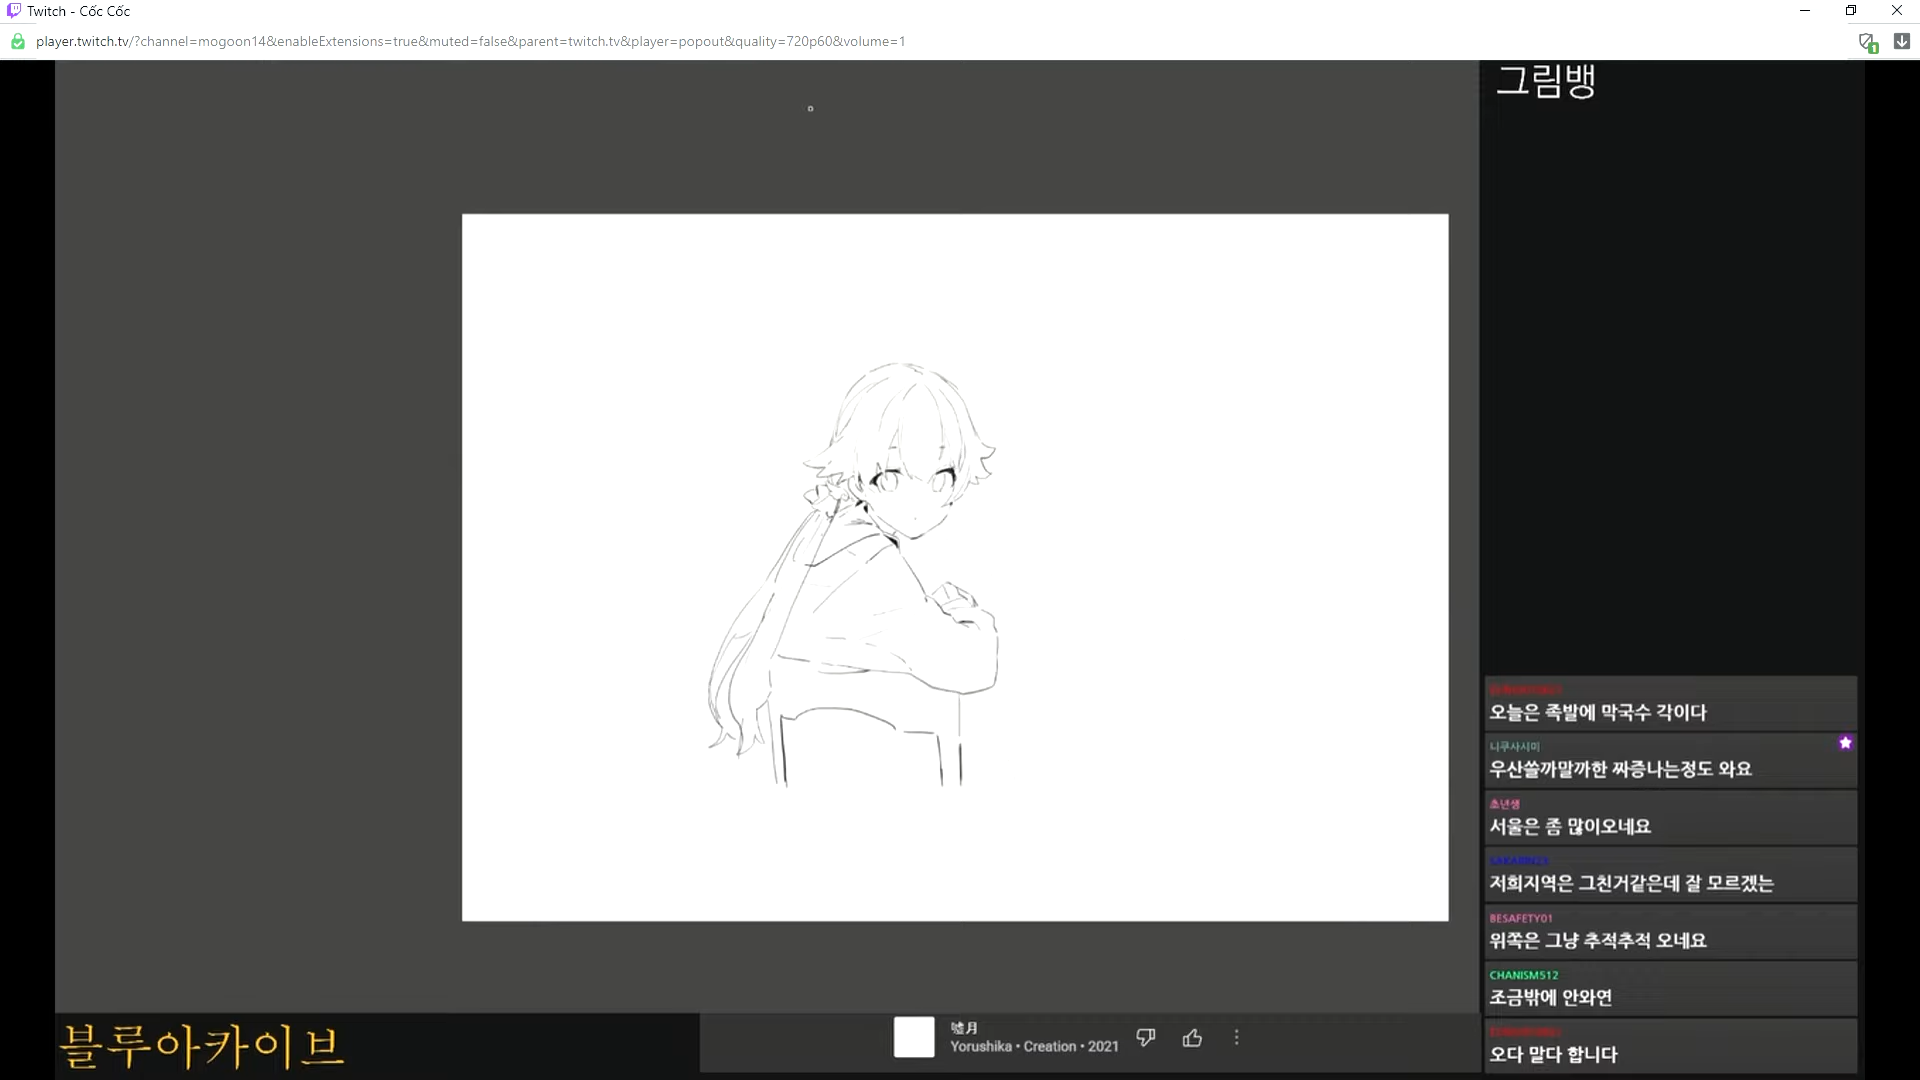 Twitch - Cốc Cốc
player.twitch.tv/?channel=mogoon14&enableExtensions=true&muted=false&parent=twitch.tv&player=popout&quality=720p60&volume=1
1
그림뱅
오늘은 족발에 막국수 각이다
니쿠사시미
우산쓸까말까한 짜증나는정도 와요
초년생
서울은 좀 많이오네요
저희지역은 그친거같은데 잘 모르겠는
BESAFETY01
위쪽은 그냥 추적추적 오네요
CHANISM512
조금밖에 안와연
오다 말다 합니다
블루아카이브
嘘月
Yorushika • Creation • 2021